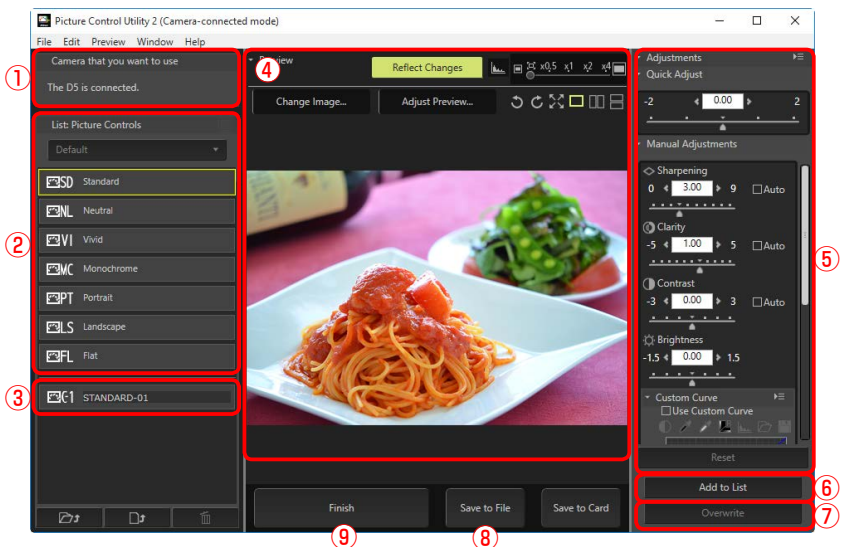 Picture Control Utility 2 (Camera-connected mode)
File Edit Preview Window Help
① Camera that you want to use
The D5 is connected.
② List: Picture Controls
Default
SD Standard
NL Neutral
VI Vivid
MC Monochrome
PT Portrait
LS Landscape
FL Flat
③ C-1 STANDARD-01
④ Preview
Reflect Changes
x0,5 x1 x2 x4
Change Image...
Adjust Preview...
⑤ Adjustments
Quick Adjust
-2 0.00 2
Manual Adjustments
Sharpening
0 3.00 9 Auto
Clarity
-5 1.00 5 Auto
Contrast
-3 0.00 3 Auto
Brightness
-1.5 0.00 1.5
Custom Curve
Use Custom Curve
Reset
Add to List ⑥
Overwrite ⑦
Finish
Save to File
Save to Card
⑨ ⑧